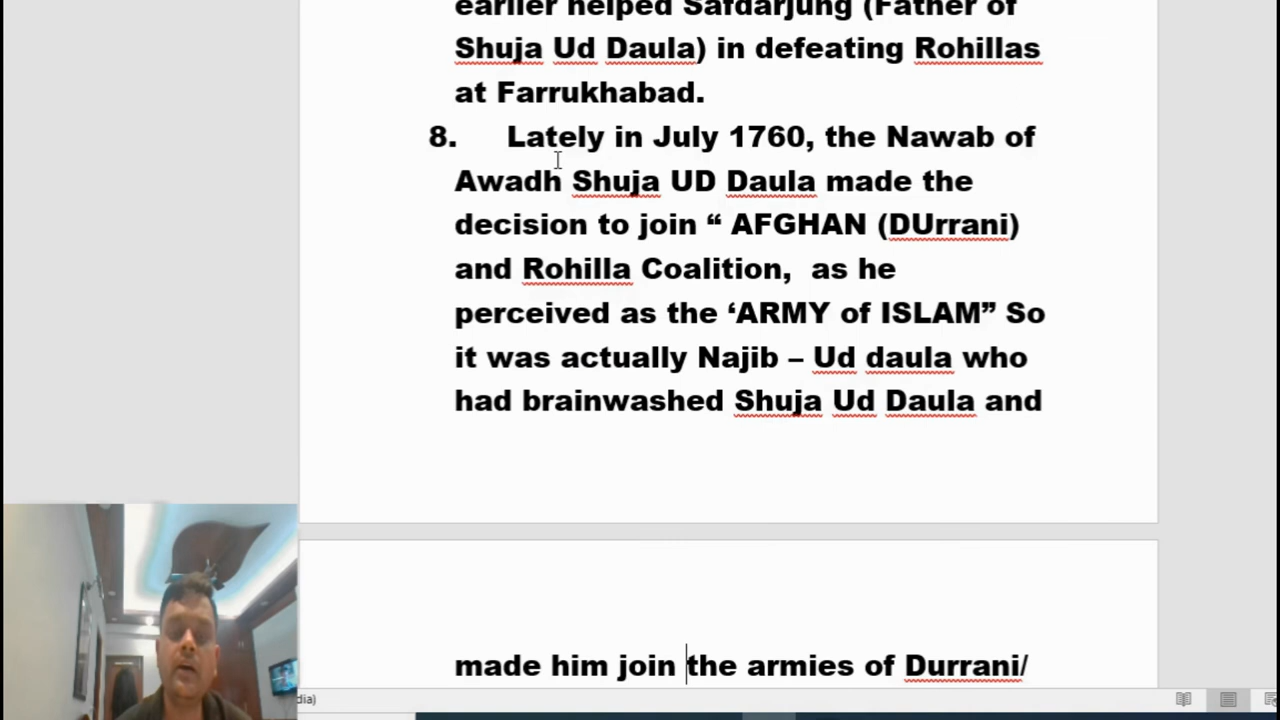 earlier helped Safdarjung (Father of
Shuja Ud Daula) in defeating Rohillas
at Farrukhabad.
8. Lately in July 1760, the Nawab of
Awadh Shuja UD Daula made the
decision to join “ AFGHAN (DUrrani)
and Rohilla Coalition, as he
perceived as the ‘ARMY of ISLAM” So
it was actually Najib – Ud daula who
had brainwashed Shuja Ud Daula and
made him join the armies of Durrani/
dia)